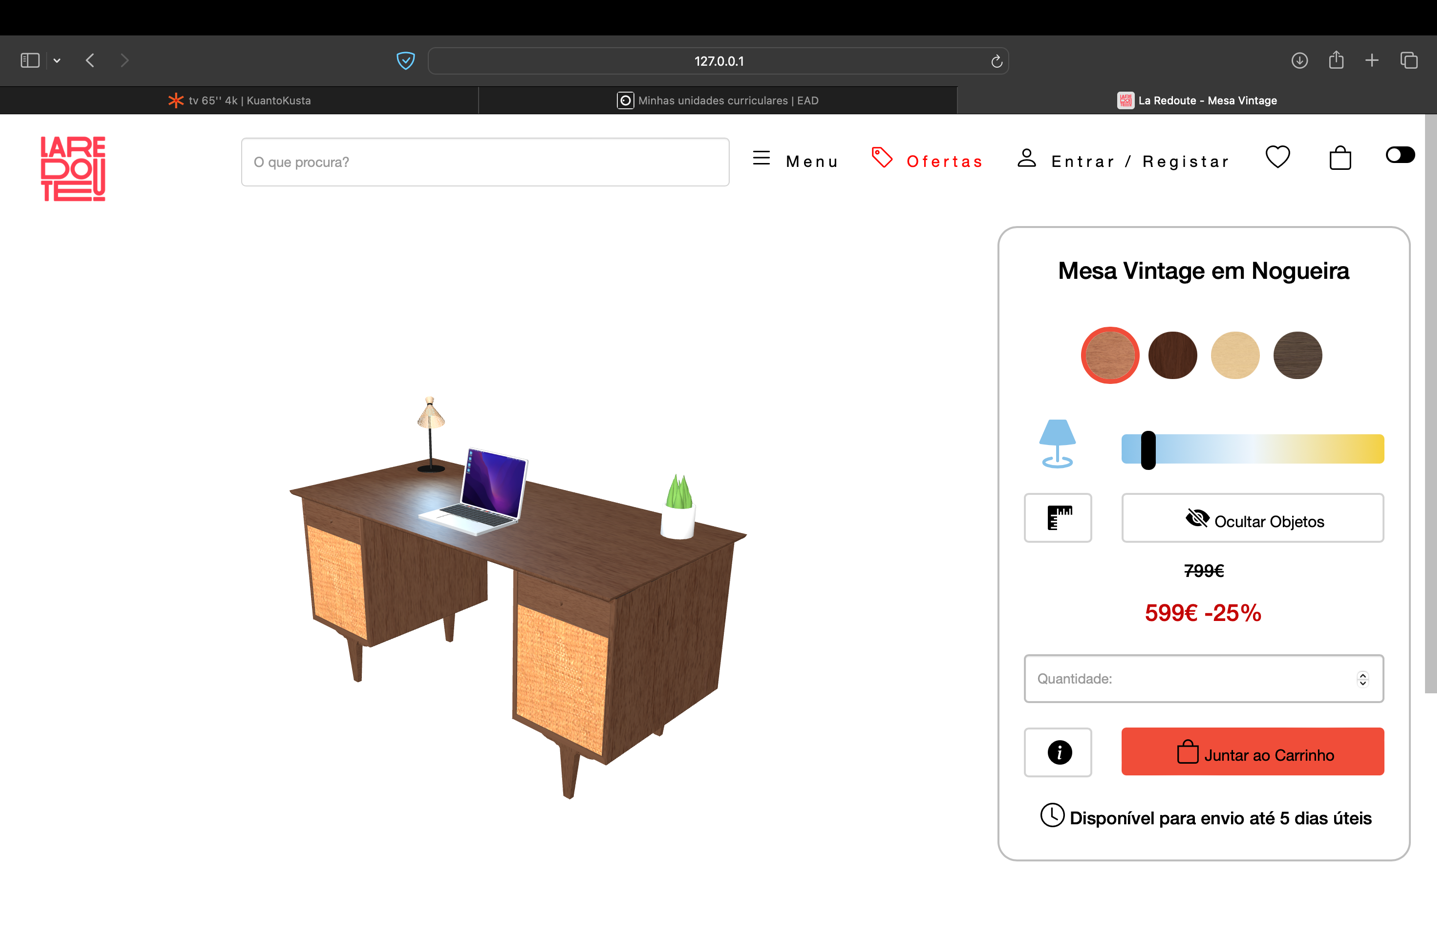 127.0.0.1
tv 65'' 4k | KuantoKusta
Minhas unidades curriculares | EAD
La Redoute - Mesa Vintage
LA RE
DOU
TE
O que procura?
Menu
Ofertas
Entrar / Registar
Mesa Vintage em Nogueira
Ocultar Objetos
799€
599€ -25%
Quantidade:
Juntar ao Carrinho
Disponível para envio até 5 dias úteis